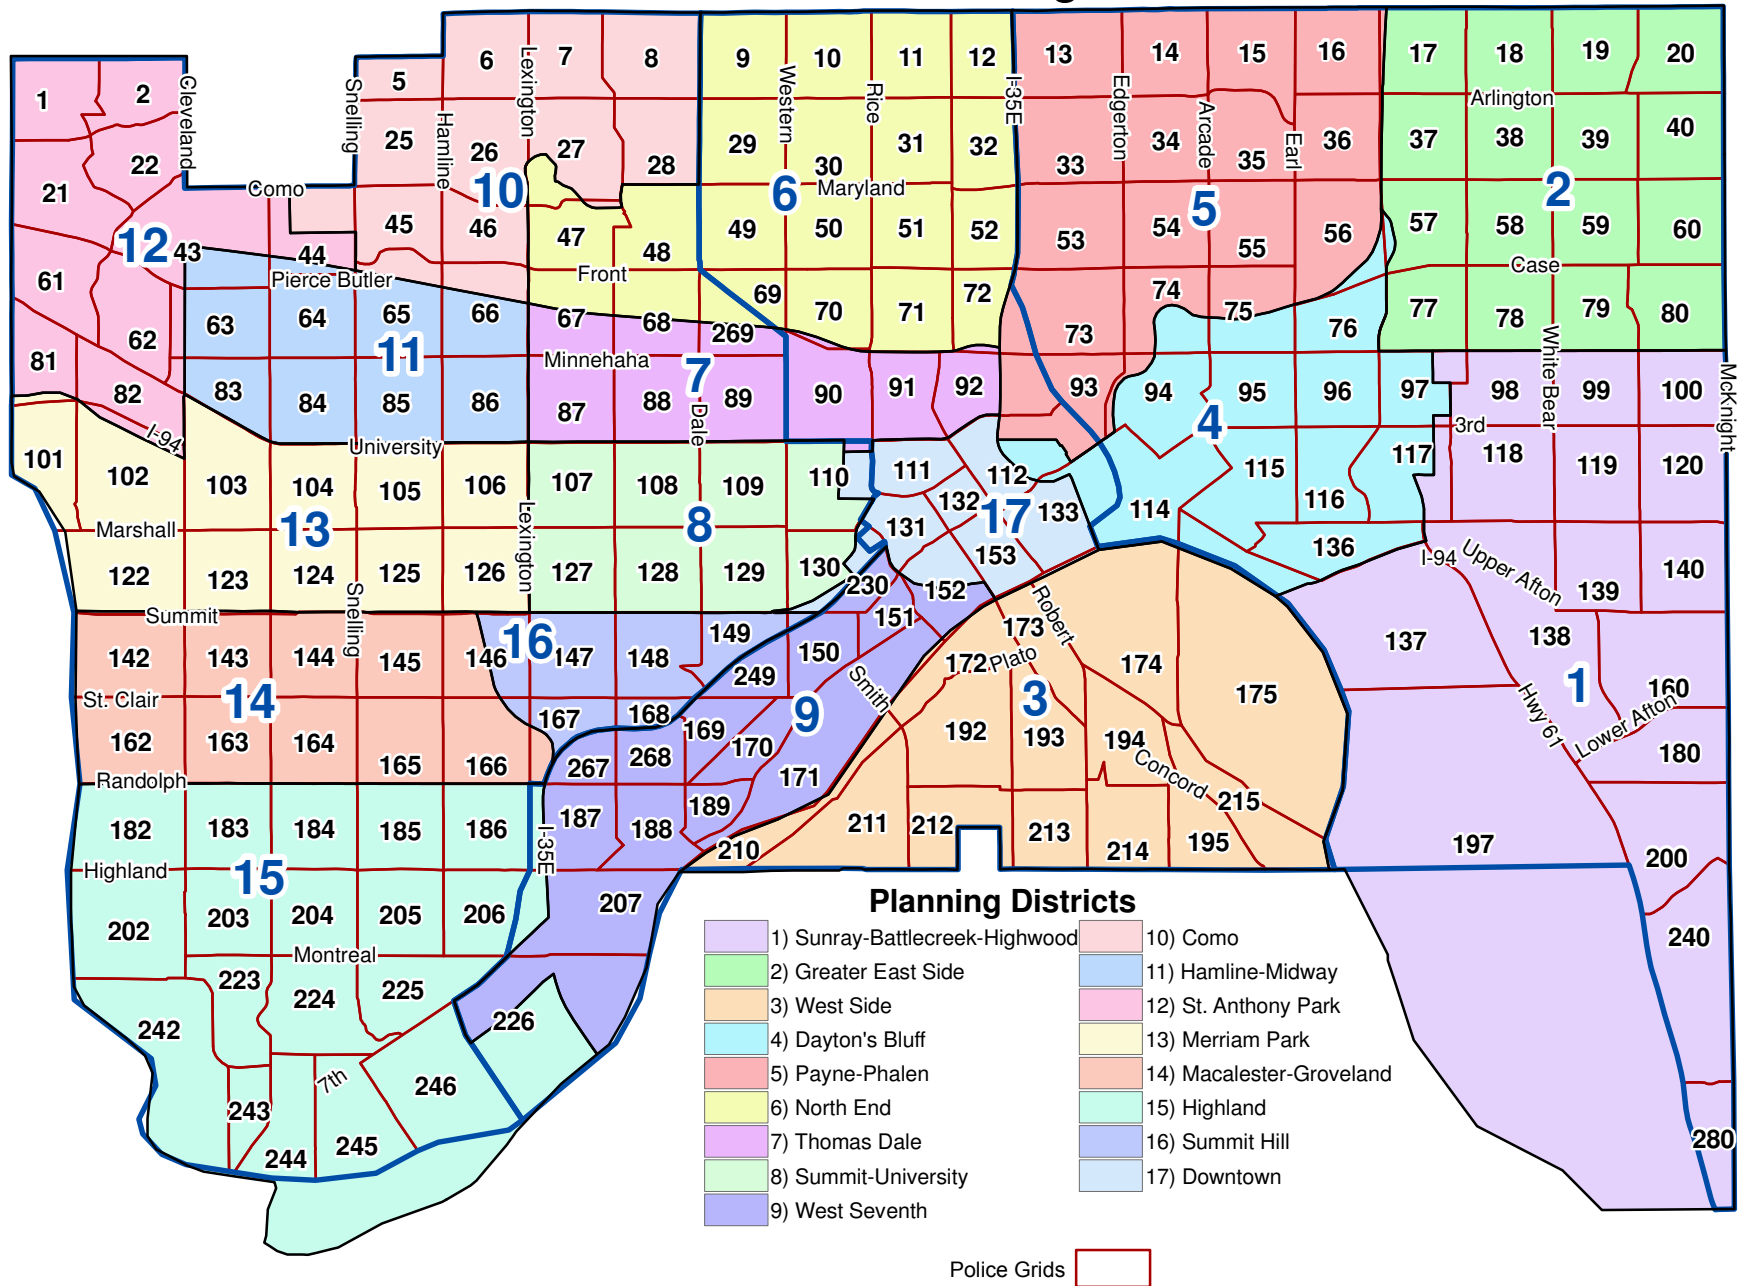 6 7 8 9 10 11 12 13 14 15 16 17 18 19 20
5
1 2
Cleveland
Snelling
Hamline
Lexington
Western
Rice
I-35E
Edgerton
Arcade
Earl
Arlington
25 26 27 28 29 30 31 32 33 34 35 36 37 38 39 40
21 22
Como
10
6
Maryland
5
2
12
43 44 45 46 47 48 49 50 51 52 53 54 55 56 57 58 59 60
Pierce Butler
Front
Case
61 62 63 64 65 66 67 68 269 69 70 71 72 73 74 75 76 77 78 79 80
11
Minnehaha
7
White Bear
McKnight
81 82 83 84 85 86 87 88 89 90 91 92 93 94 95 96 97 98 99 100
Dale
4
3rd
I-94
University
101 102 103 104 105 106 107 108 109 110 111 112 115 116 117 118 119 120
Marshall
13
Lexington
8
132 17 133 114
131
153
136
122 123 124 125 126 127 128 129 130 230 152
I-94
Upper Afton
139 140
Summit
Snelling
16
151
Robert
173
137 138
142 143 144 145 146 147 148 149 150
249
172 Plato 174
175
1
160
St. Clair
14
167 168 169
9
Smith
3
Hwy 61
Lower Afton
162 163 164 165 166 267 268 170 171 192 193 194
180
Randolph
Concord
182 183 184 185 186 187 188 189 210 211 212 213 214 195 215 197 200
I-35E
Highland
15
202 203 204 205 206 207
240
Montreal
223 224 225 226
242
7th
243 244 245 246
280
Planning Districts
1) Sunray-Battlecreek-Highwood
2) Greater East Side
3) West Side
4) Dayton's Bluff
5) Payne-Phalen
6) North End
7) Thomas Dale
8) Summit-University
9) West Seventh
10) Como
11) Hamline-Midway
12) St. Anthony Park
13) Merriam Park
14) Macalester-Groveland
15) Highland
16) Summit Hill
17) Downtown
Police Grids